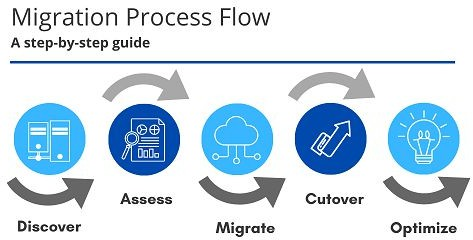 Migration Process Flow
A step-by-step guide
Discover
Assess
Migrate
Cutover
Optimize